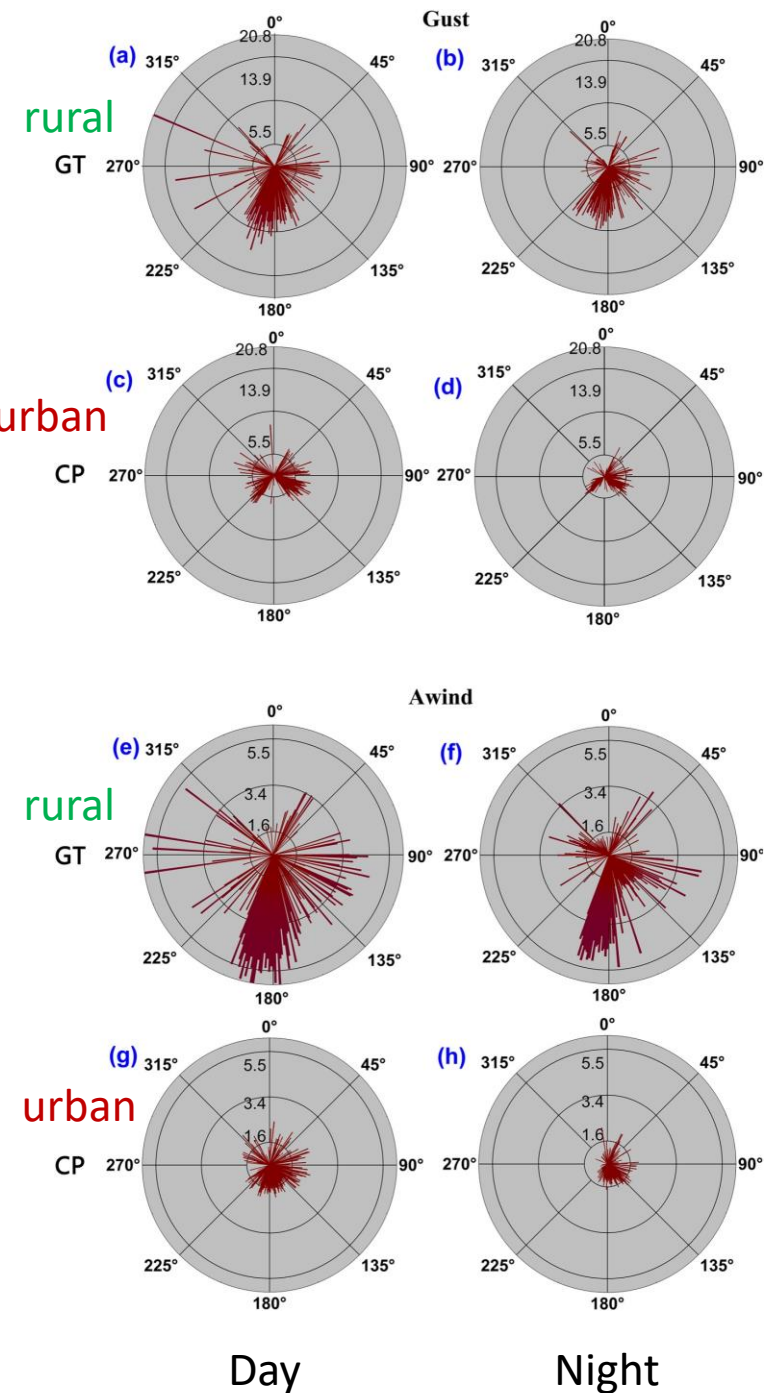 Gust
0° 0°
20.8 20.8
(a) 315° 45° (b) 315° 45°
13.9 13.9
rural
5.5 5.5
GT 270° 90° 270° 90°
225° 135° 225° 135°
180° 180°
0° 0°
20.8 20.8
(c) 315° 45° (d) 315° 45°
13.9 13.9
urban
5.5 5.5
CP 270° 90° 270° 90°
225° 135° 225° 135°
180° 180°
Awind
0° 0°
(e) 315° 45° (f) 315° 45°
5.5 5.5
rural
3.4 3.4
1.6 1.6
GT 270° 90° 270° 90°
225° 135° 225° 135°
180° 180°
0° 0°
(g) 315° 45° (h) 315° 45°
5.5 5.5
urban
3.4 3.4
1.6 1.6
CP 270° 90° 270° 90°
225° 135° 225° 135°
180° 180°
Day Night